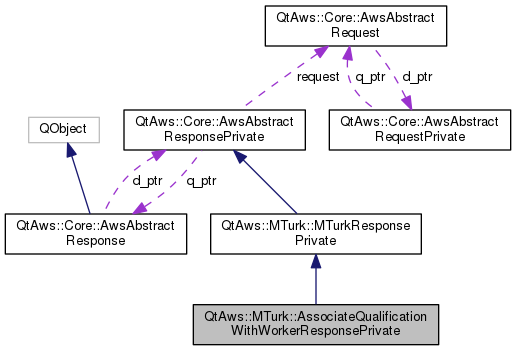 QtAws::Core::AwsAbstract
Request
request
q_ptr
d_ptr
QObject
QtAws::Core::AwsAbstract
ResponsePrivate
QtAws::Core::AwsAbstract
RequestPrivate
d_ptr
q_ptr
QtAws::Core::AwsAbstract
Response
QtAws::MTurk::MTurkResponse
Private
QtAws::MTurk::AssociateQualification
WithWorkerResponsePrivate